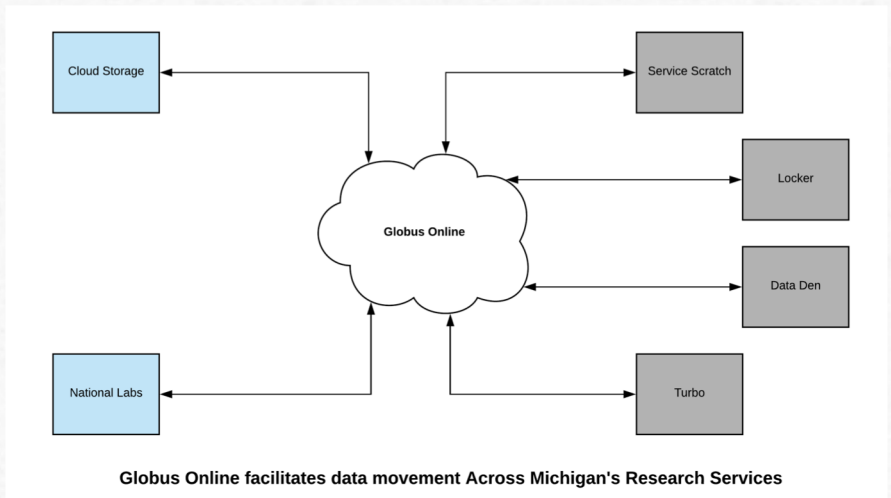 Cloud Storage
Service Scratch
Locker
Globus Online
Data Den
National Labs
Turbo
Globus Online facilitates data movement Across Michigan's Research Services